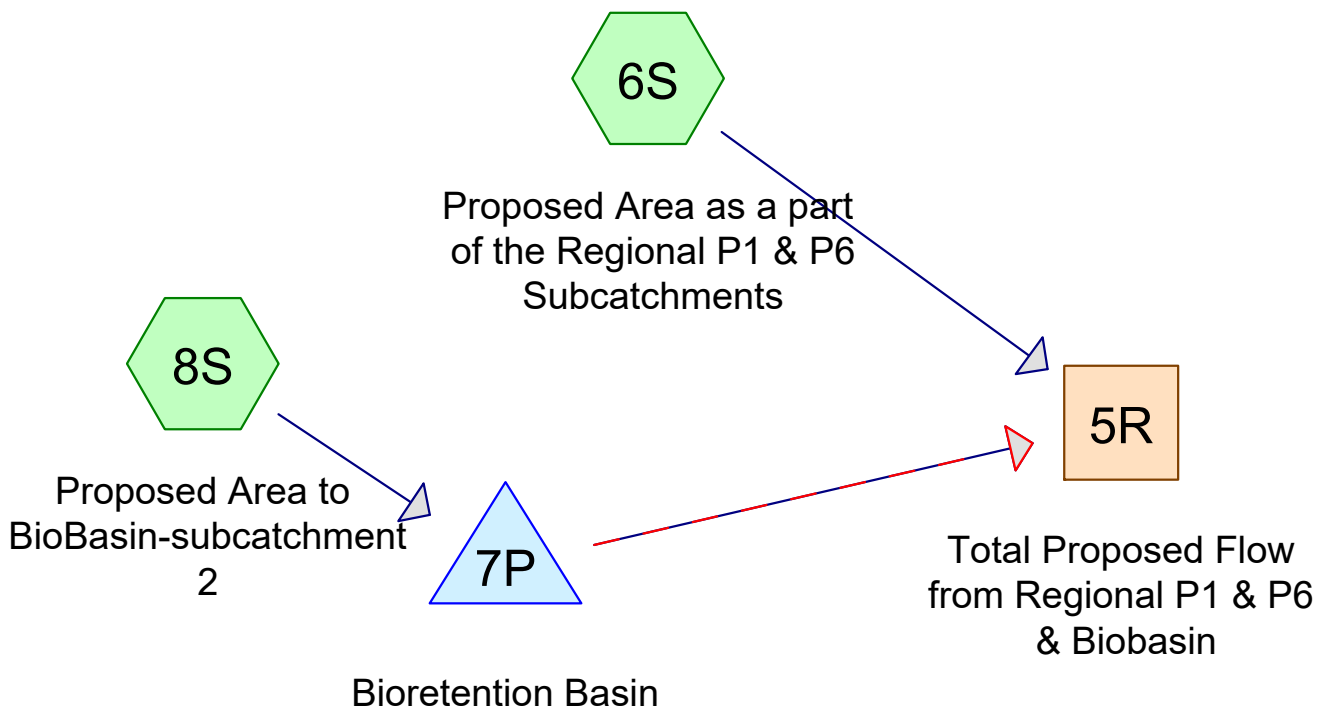 6S
Proposed Area as a part
of the Regional P1 & P6
Subcatchments
8S
Proposed Area to
BioBasin-subcatchment
2
7P
Bioretention Basin
5R
Total Proposed Flow
from Regional P1 & P6
& Biobasin